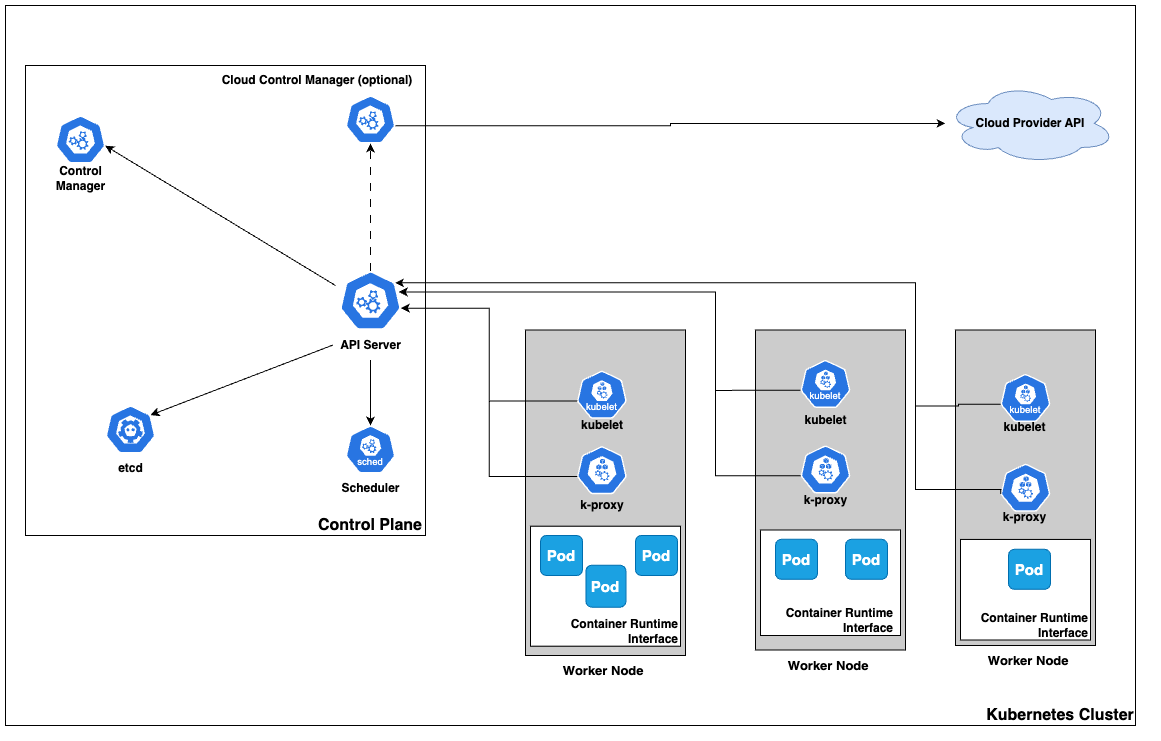 Cloud Control Manager (optional)
Cloud Provider API
Control
Manager
API Server
etcd
sched
Scheduler
Control Plane
kubelet
kubelet
k-proxy
Pod
Pod
Pod
Container Runtime
Interface
Worker Node
kubelet
kubelet
k-proxy
Pod
Pod
Container Runtime
Interface
Worker Node
kubelet
kubelet
k-proxy
Pod
Container Runtime
Interface
Worker Node
Kubernetes Cluster